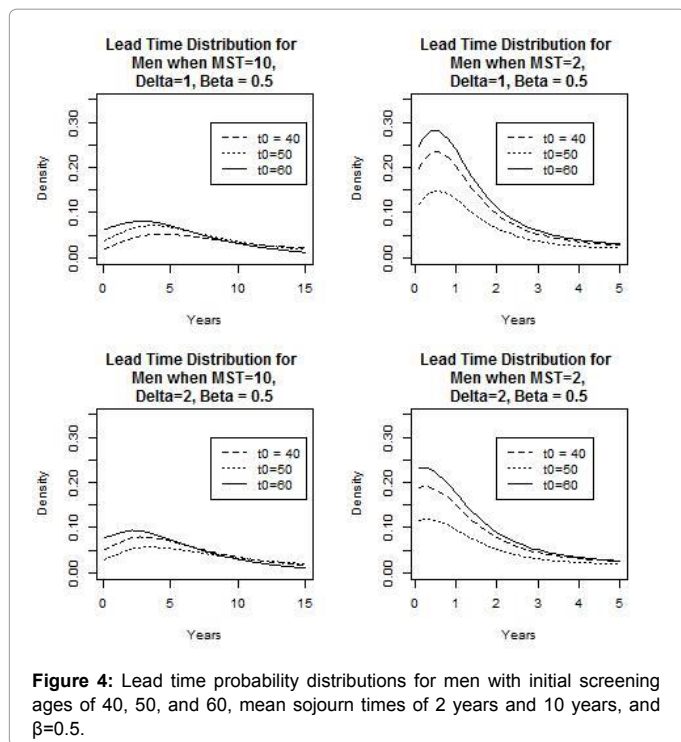 Lead Time Distribution for
Men when MST=10,
Delta=1, Beta = 0.5
Density
0.00 0.10 0.20 0.30
t0 = 40
t0=50
t0=60
0 5 10 15
Years
Lead Time Distribution for
Men when MST=2,
Delta=1, Beta = 0.5
Density
0.00 0.10 0.20 0.30
t0 = 40
t0=50
t0=60
0 1 2 3 4 5
Years
Lead Time Distribution for
Men when MST=10,
Delta=2, Beta = 0.5
Density
0.00 0.10 0.20 0.30
t0 = 40
t0=50
t0=60
0 5 10 15
Years
Lead Time Distribution for
Men when MST=2,
Delta=2, Beta = 0.5
Density
0.00 0.10 0.20 0.30
t0 = 40
t0=50
t0=60
0 1 2 3 4 5
Years
Figure 4: Lead time probability distributions for men with initial screening
ages of 40, 50, and 60, mean sojourn times of 2 years and 10 years, and
β=0.5.